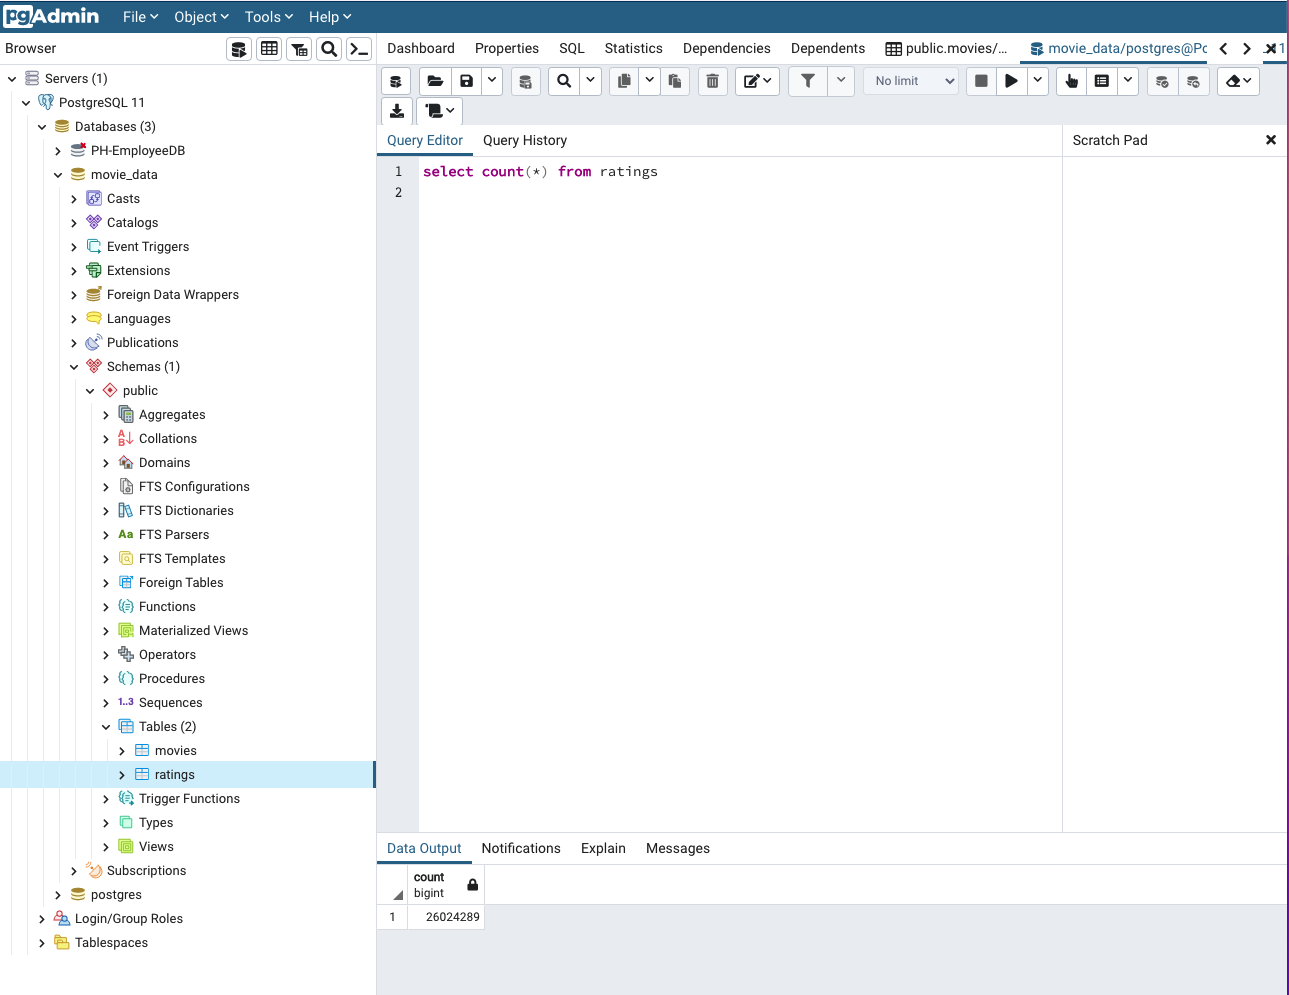 pgAdmin File Object Tools Help
Browser
Dashboard Properties SQL Statistics Dependencies Dependents public.movies/... movie_data/postgres@Pc 1
No limit
Query Editor Query History Scratch Pad
1 select count(*) from ratings
2
Servers (1)
PostgreSQL 11
Databases (3)
PH-EmployeeDB
movie_data
Casts
Catalogs
Event Triggers
Extensions
Foreign Data Wrappers
Languages
Publications
Schemas (1)
public
Aggregates
Collations
Domains
FTS Configurations
FTS Dictionaries
Aa FTS Parsers
FTS Templates
Foreign Tables
Functions
Materialized Views
Operators
Procedures
1..3 Sequences
Tables (2)
movies
ratings
Trigger Functions
Types
Views
Subscriptions
postgres
Login/Group Roles
Tablespaces
Data Output Notifications Explain Messages
count
bigint
1 26024289